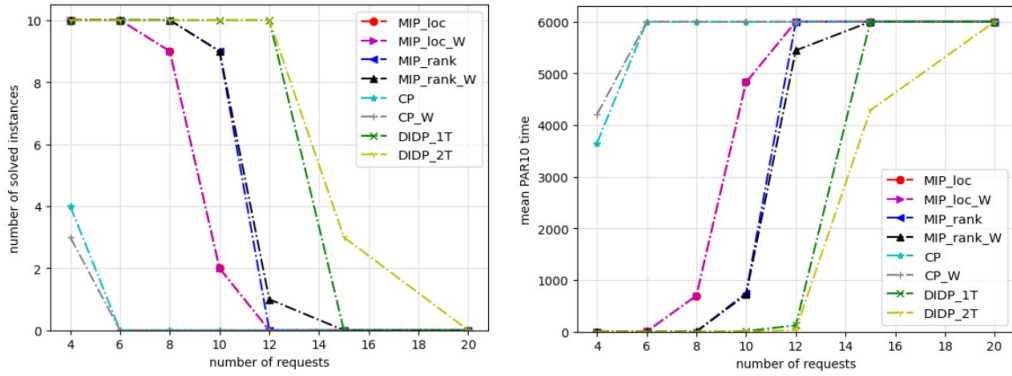 number of solved instances
10
8
6
4
2
0
4
6
8
10
12
14
16
18
20
number of requests
MIP_loc
MIP_loc_W
MIP_rank
MIP_rank_W
CP
CP_W
DIDP_1T
DIDP_2T
mean PAR10 time
6000
5000
4000
3000
2000
1000
0
4
6
8
10
12
14
16
18
20
number of requests
MIP_loc
MIP_loc_W
MIP_rank
MIP_rank_W
CP
CP_W
DIDP_1T
DIDP_2T